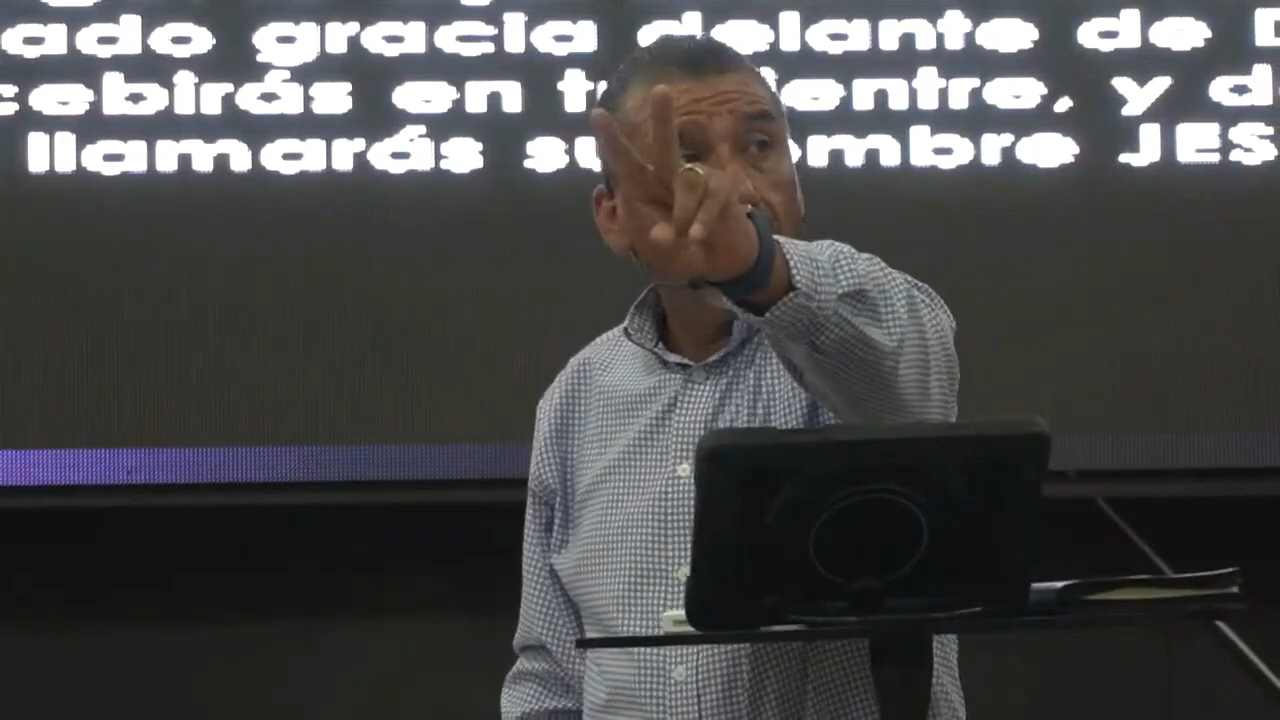 ado gracia delante de D
cebirás en tu vientre, y d
llamarás su nombre JES